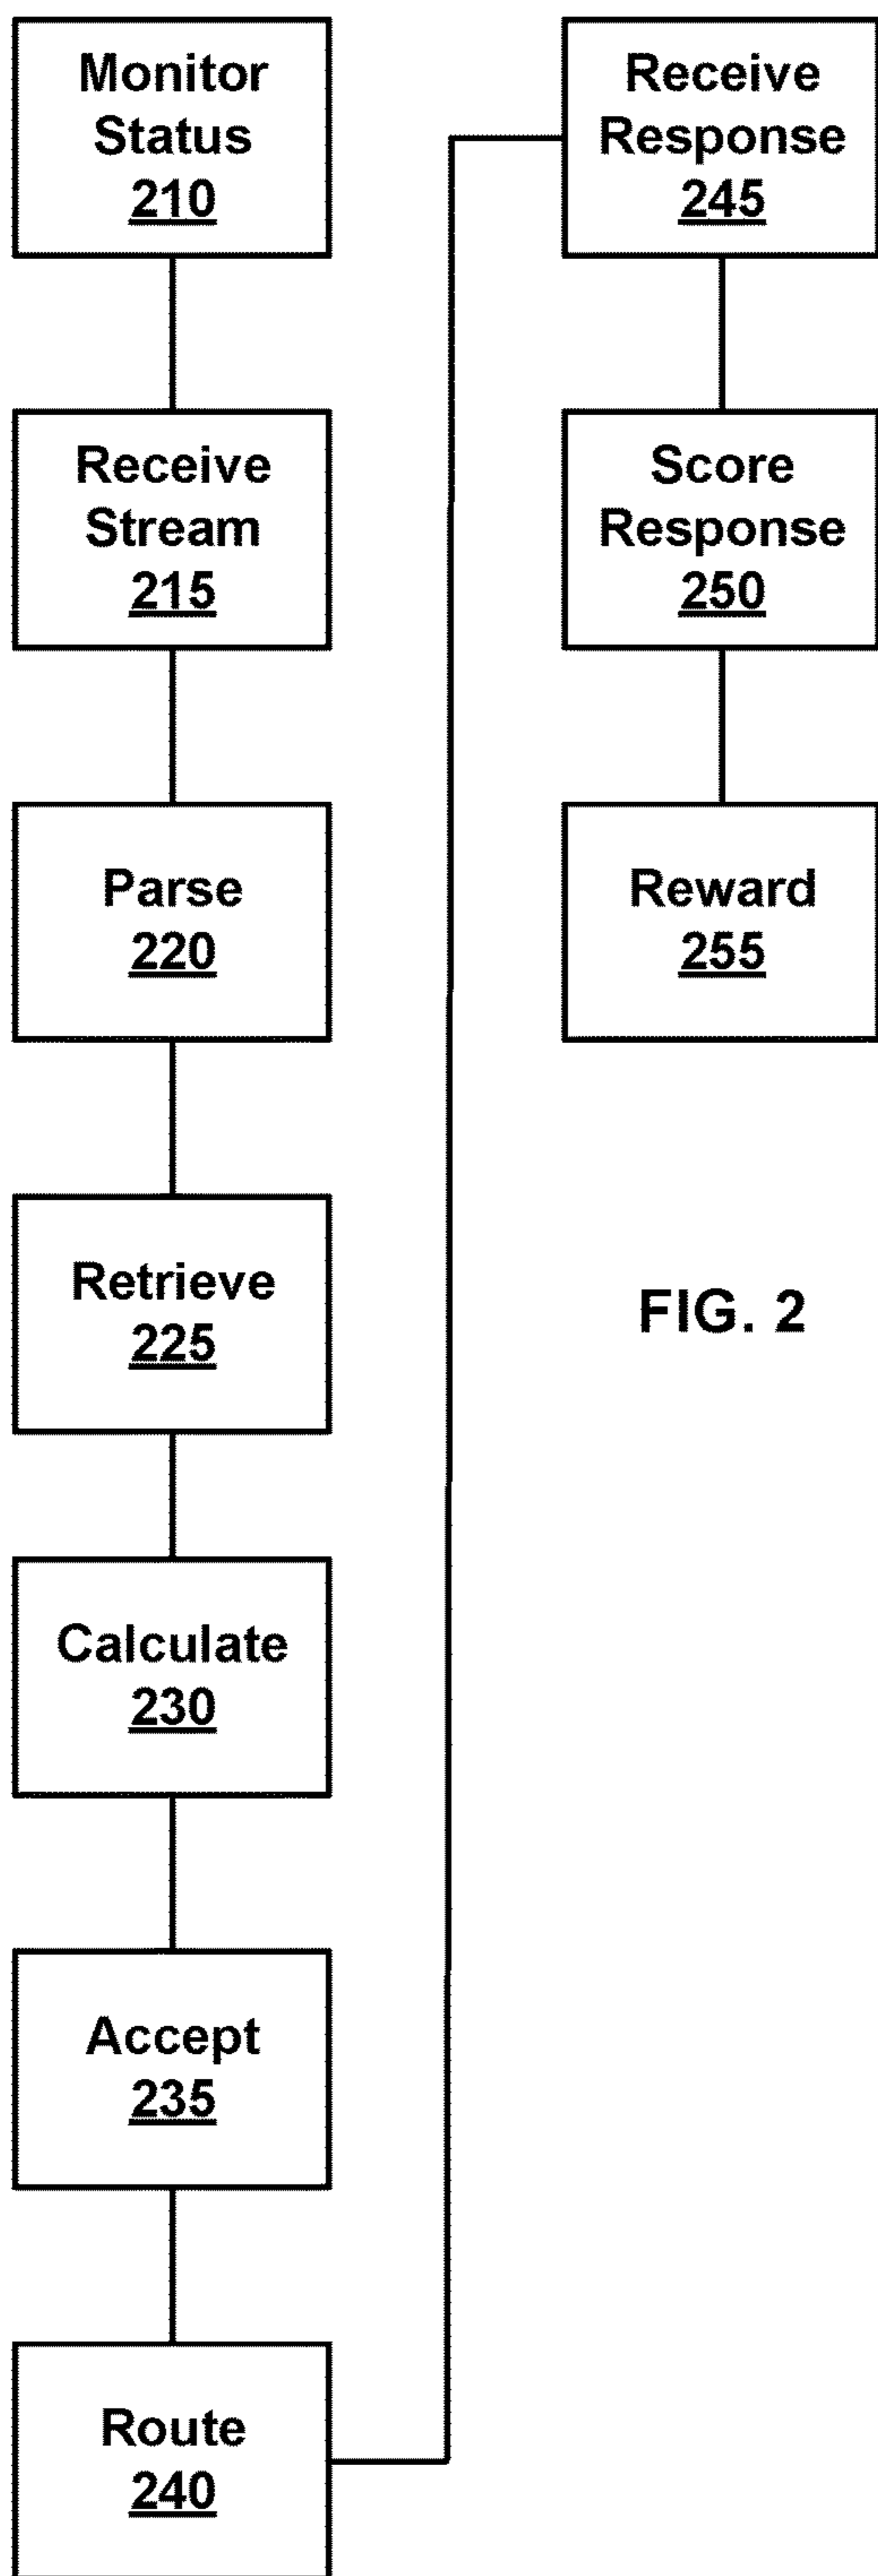 Monitor
Status
210
Receive
Stream
215
Parse
220
Retrieve
225
Calculate
230
Accept
235
Route
240
Receive
Response
245
Score
Response
250
Reward
255
FIG. 2